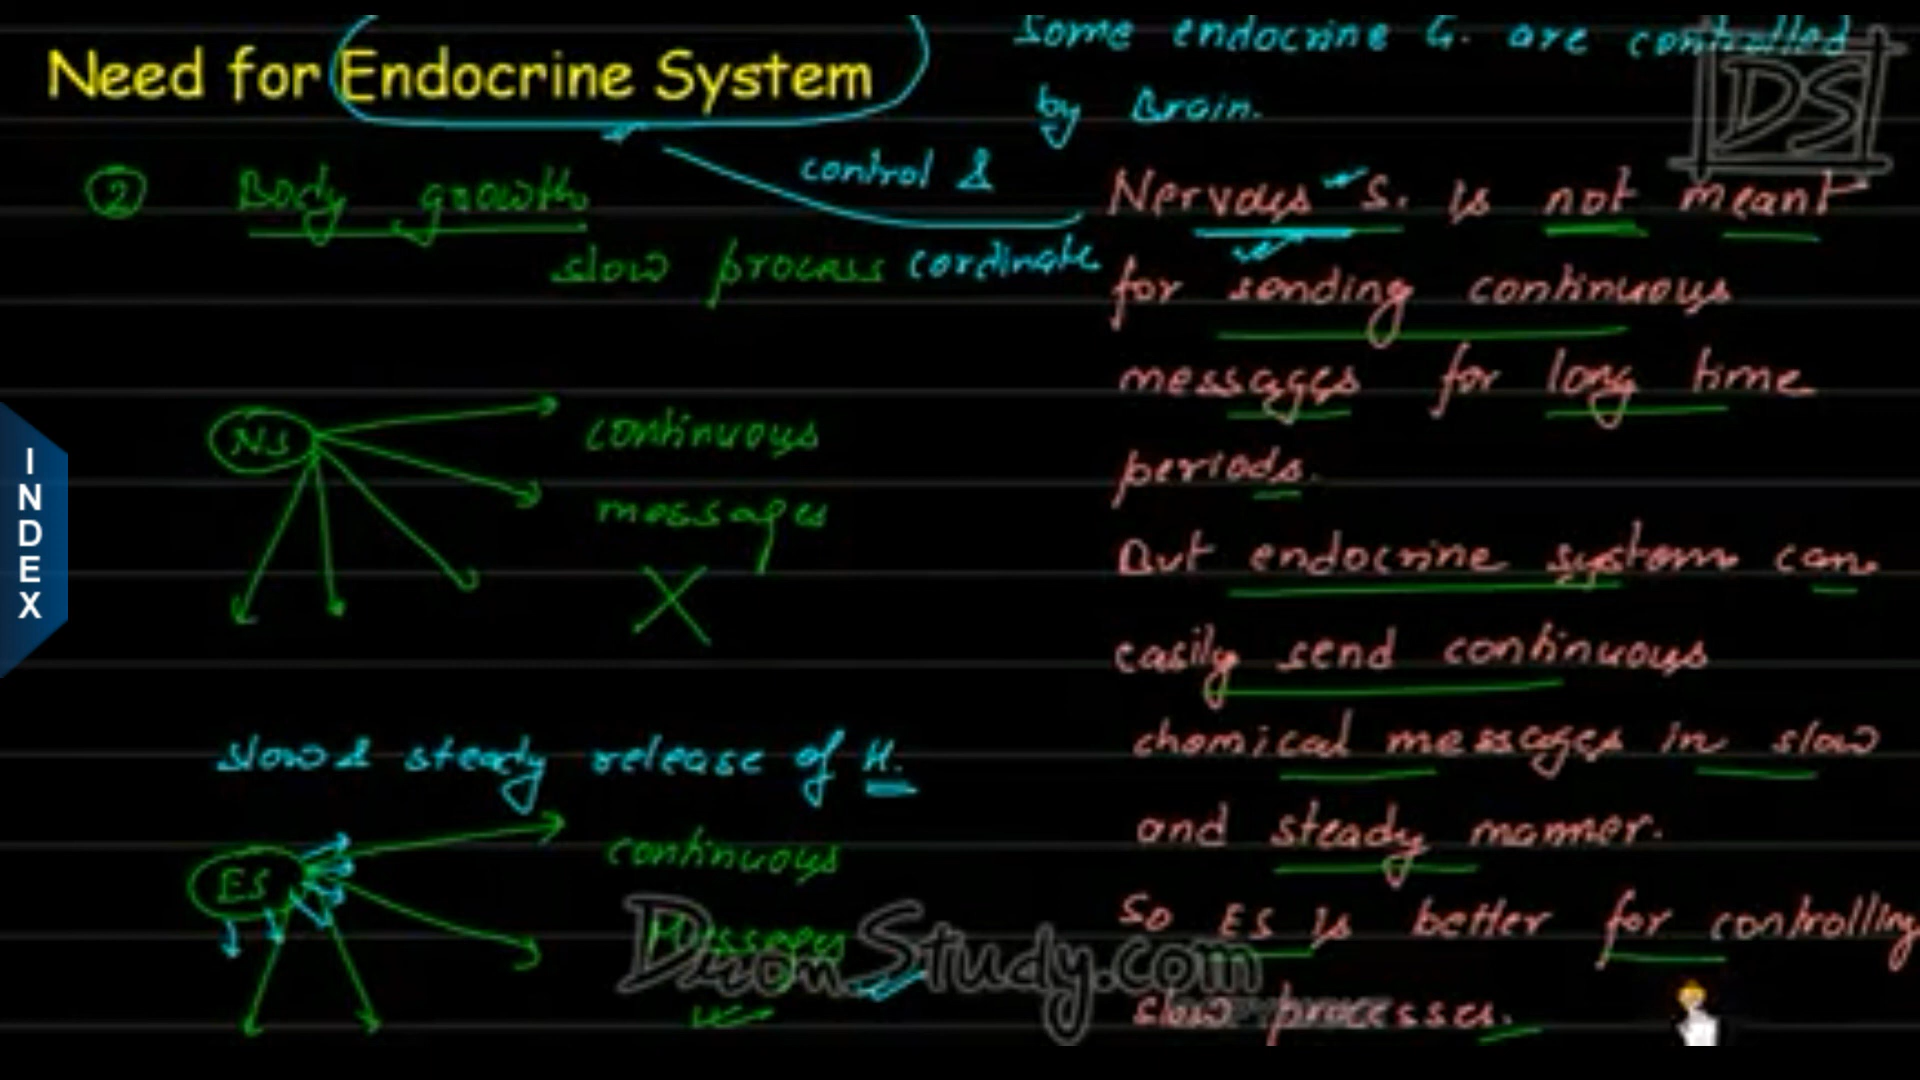 Some endocrine G. are controlled
by Brain.
Need for Endocrine System
DS
control &
cordinate
② Body growth
slow process
NS
continuous
messages
X
slow & steady release of H.
ES
continuous
Messages
Nervous S. is not meant
for sending continuous
messages for long time
periods.
But endocrine system can
easily send continuous
chemical messages in slow
and steady manner.
So ES is better for controlling
slow processes.
DronStudy.com
INDEX